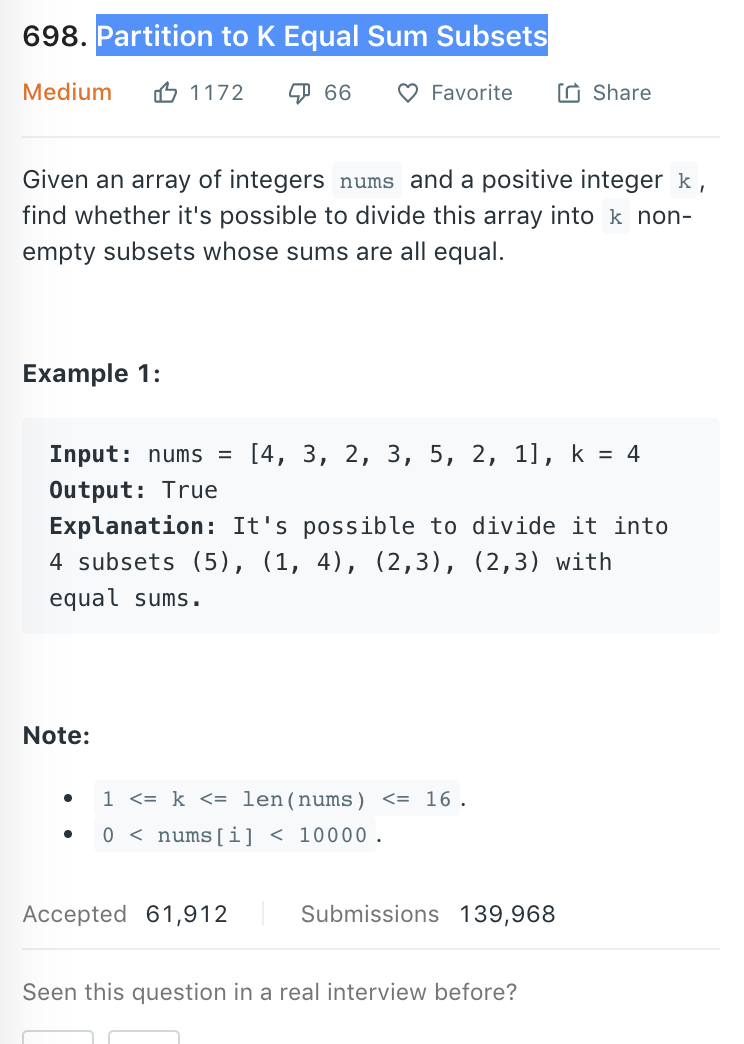 698. Partition to K Equal Sum Subsets
Medium 1172 66 Favorite Share
Given an array of integers nums and a positive integer k,
find whether it's possible to divide this array into k non-
empty subsets whose sums are all equal.
Example 1:
Input: nums = [4, 3, 2, 3, 5, 2, 1], k = 4
Output: True
Explanation: It's possible to divide it into
4 subsets (5), (1, 4), (2,3), (2,3) with
equal sums.
Note:
• 1 <= k <= len(nums) <= 16.
• 0 < nums[i] < 10000.
Accepted 61,912 Submissions 139,968
Seen this question in a real interview before?